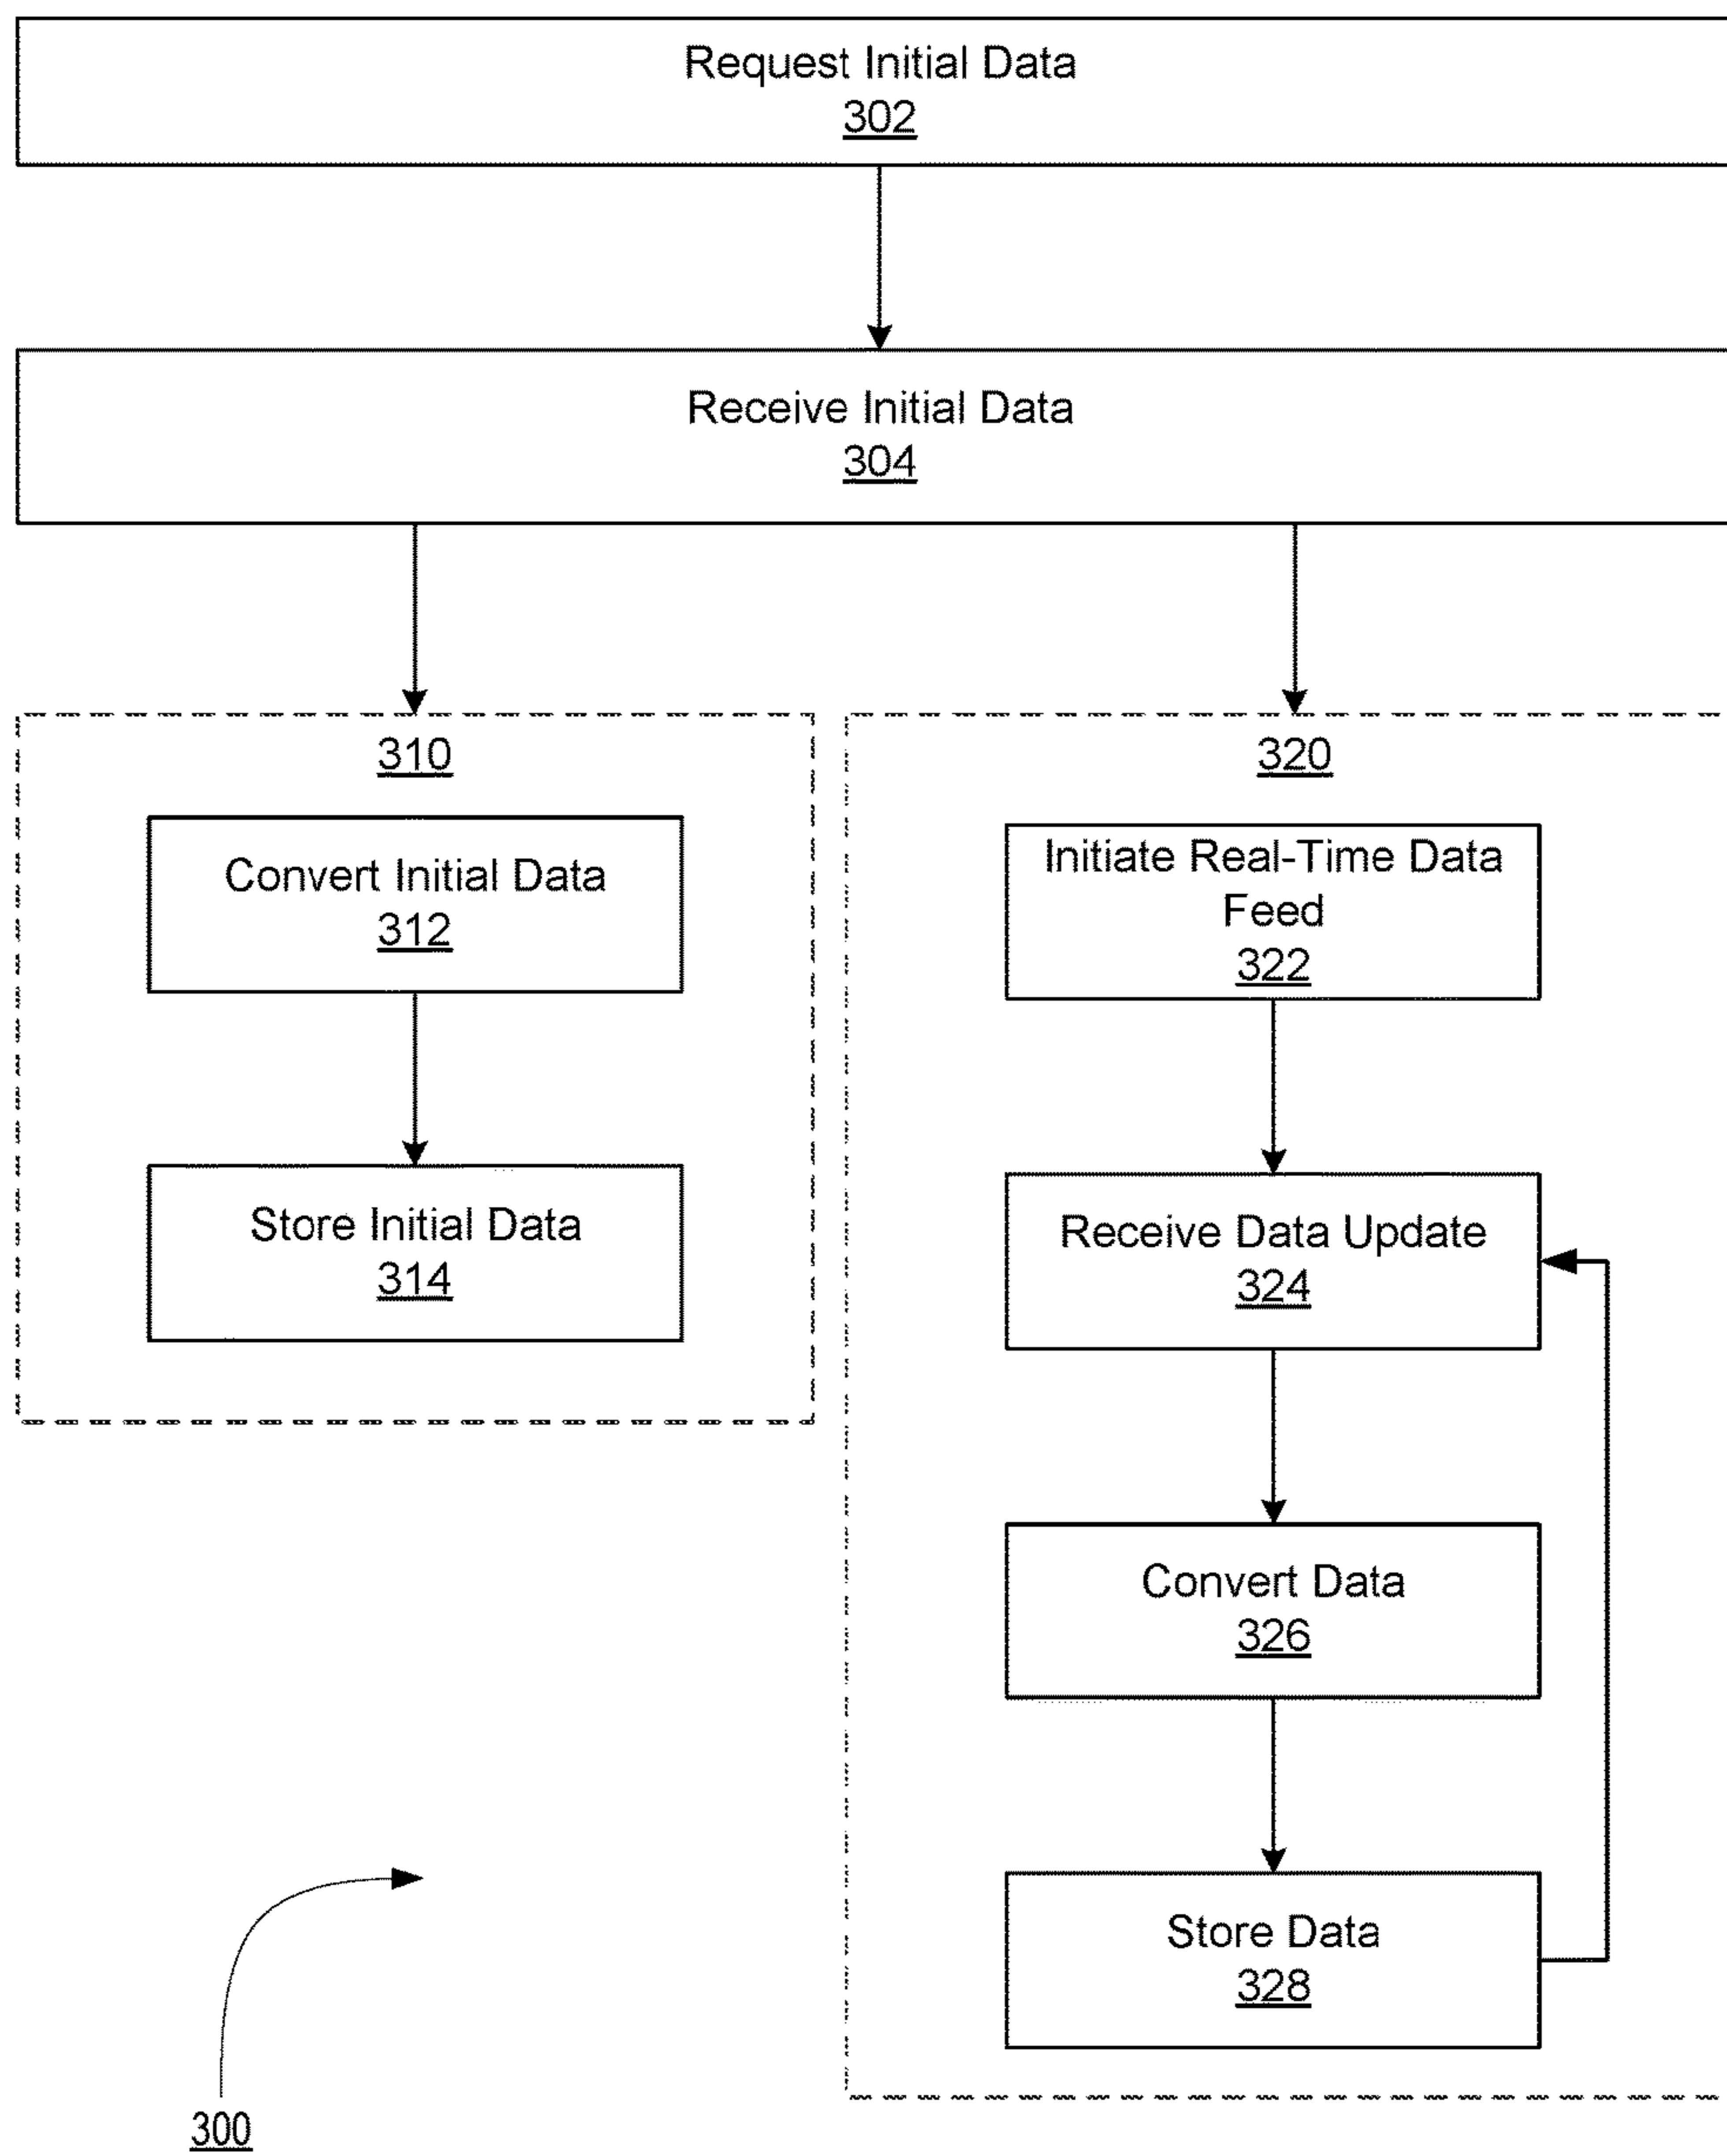 Request Initial Data
302
Receive Initial Data
304
310
Convert Initial Data
312
Store Initial Data
314
320
Initiate Real-Time Data
Feed
322
Receive Data Update
324
Convert Data
326
Store Data
328
300